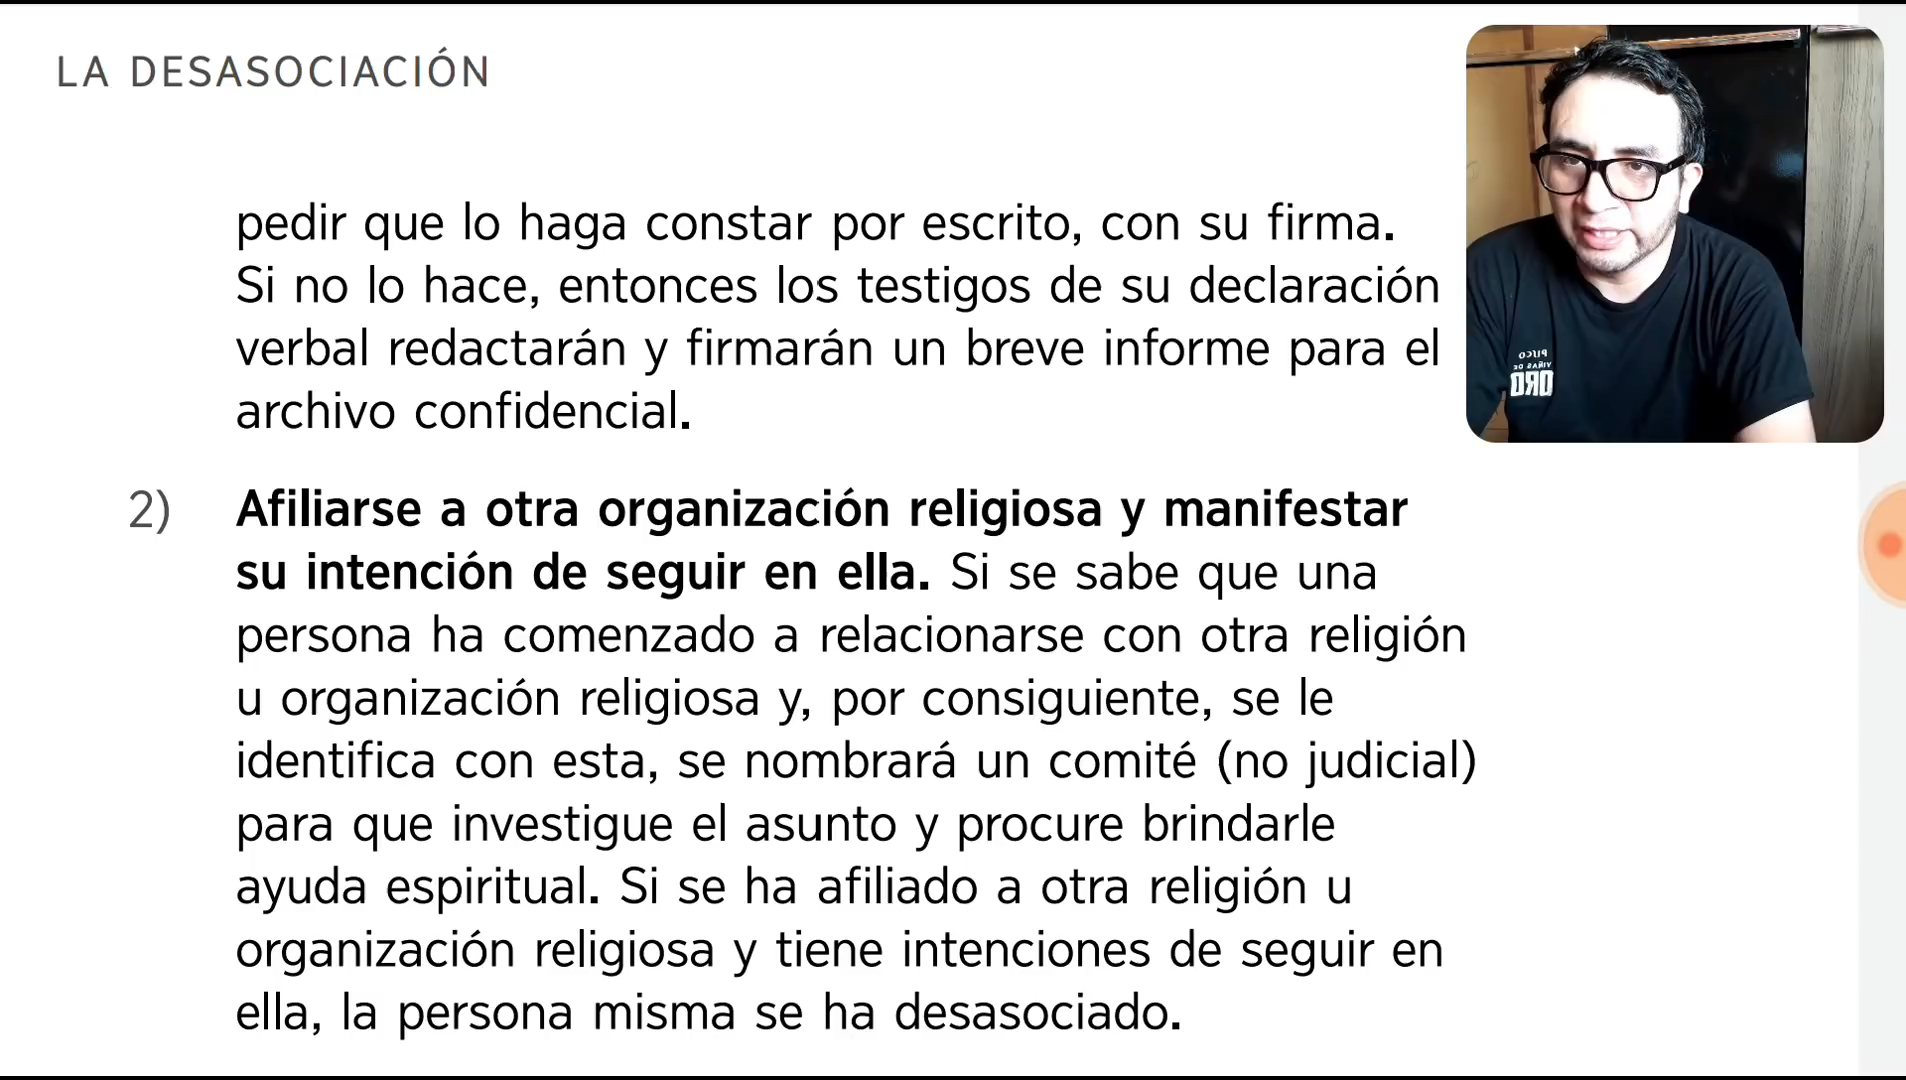 LA DESASOCIACIÓN
pedir que lo haga constar por escrito, con su firma.
Si no lo hace, entonces los testigos de su declaración
verbal redactarán y firmarán un breve informe para el
archivo confidencial.
2) Afiliarse a otra organización religiosa y manifestar
su intención de seguir en ella. Si se sabe que una
persona ha comenzado a relacionarse con otra religión
u organización religiosa y, por consiguiente, se le
identifica con esta, se nombrará un comité (no judicial)
para que investigue el asunto y procure brindarle
ayuda espiritual. Si se ha afiliado a otra religión u
organización religiosa y tiene intenciones de seguir en
ella, la persona misma se ha desasociado.
PISCO
VIÑAS DE
ORO